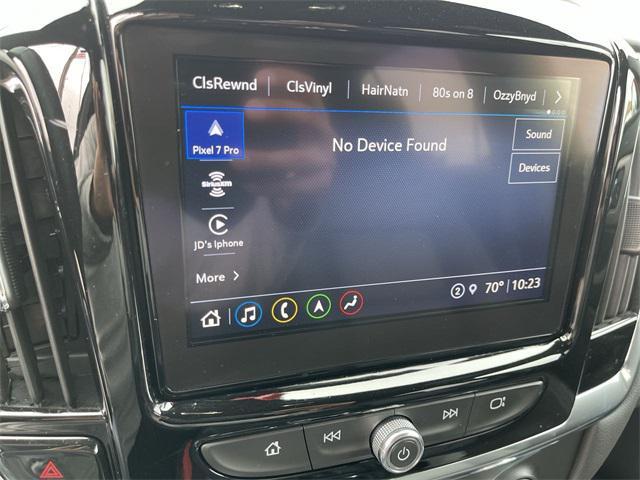 ClsRewnd ClsVinyl HairNatn 80s on 8 OzzyBnyd
Pixel 7 Pro
No Device Found
Sound
SiriusXM
Devices
JD's Iphone
More
2 70° 10:23